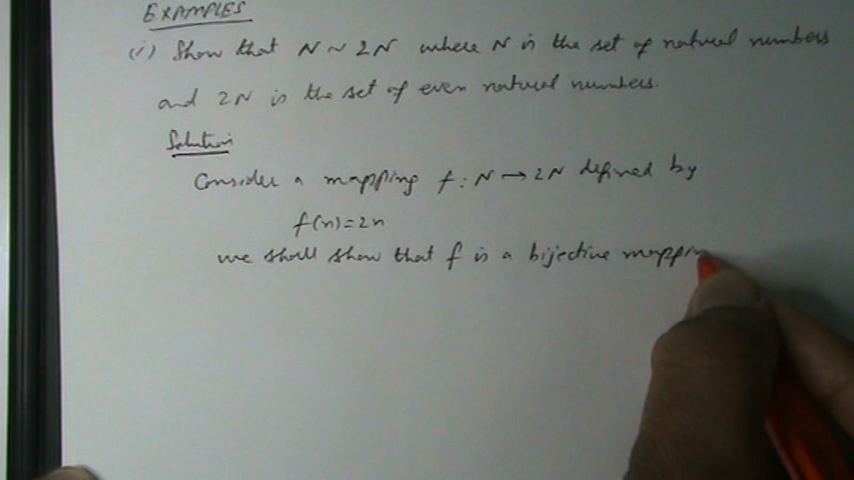 EXAMPLES
(i) Show that N ~ 2N where N is the set of natural numbers
and 2N is the set of even natural numbers.
Solution
Consider a mapping f : N → 2N defined by
f(n) = 2n
we shall show that f is a bijective mappin